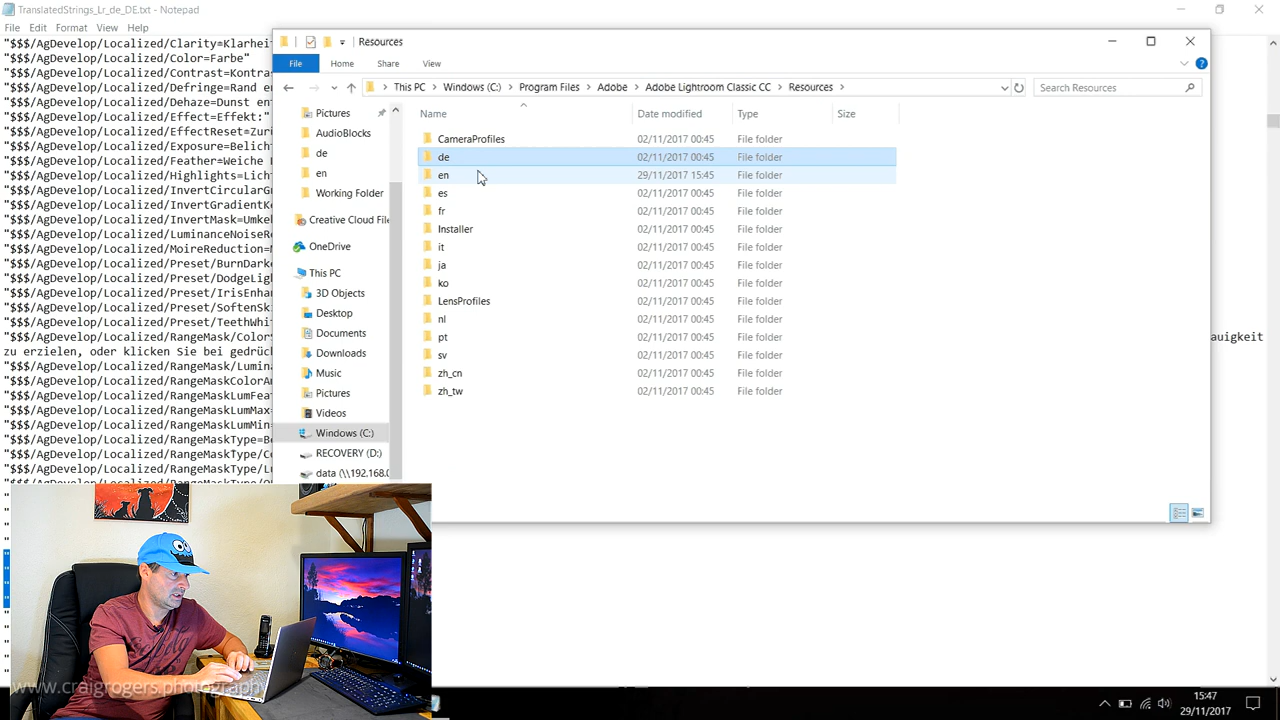 TranslatedStrings_Lr_de_DE.txt - Notepad
File Edit Format View Help
"$$$/AgDevelop/Localized/Clarity=Klarheit
"$$$/AgDevelop/Localized/Color=Farbe"
"$$$/AgDevelop/Localized/Contrast=Kontra
"$$$/AgDevelop/Localized/Defringe=Rand e
"$$$/AgDevelop/Localized/Dehaze=Dunst en
"$$$/AgDevelop/Localized/Effect=Effekt:"
"$$$/AgDevelop/Localized/EffectReset=Zur
"$$$/AgDevelop/Localized/Exposure=Belich
"$$$/AgDevelop/Localized/Feather=Weiche
"$$$/AgDevelop/Localized/Highlights=Lich
"$$$/AgDevelop/Localized/InvertCircularG
"$$$/AgDevelop/Localized/InvertGradient
"$$$/AgDevelop/Localized/InvertMask=Umke
"$$$/AgDevelop/Localized/LuminanceNoiseR
"$$$/AgDevelop/Localized/MoireReduction=
"$$$/AgDevelop/Localized/Preset/BurnDark
"$$$/AgDevelop/Localized/Preset/DodgeLig
"$$$/AgDevelop/Localized/Preset/IrisEnha
"$$$/AgDevelop/Localized/Preset/SoftenSk
"$$$/AgDevelop/Localized/Preset/TeethWhi
"$$$/AgDevelop/Localized/RangeMask/Color auigkeit
zu erzielen, oder klicken Sie bei gedrüc
"$$$/AgDevelop/Localized/RangeMask/Lumin
"$$$/AgDevelop/Localized/RangeMaskColorA
"$$$/AgDevelop/Localized/RangeMaskLumFea
"$$$/AgDevelop/Localized/RangeMaskLumMax
"$$$/AgDevelop/Localized/RangeMaskLumMin
"$$$/AgDevelop/Localized/RangeMaskType=B
"$$$/AgDevelop/Localized/RangeMaskType/C
"$$$/AgDevelop/Localized/RangeMaskType/L
Resources
File Home Share View
This PC > Windows (C:) > Program Files > Adobe > Adobe Lightroom Classic CC > Resources >
Search Resources
Name Date modified Type Size
Pictures
AudioBlocks
de
en
Working Folder
Creative Cloud File
OneDrive
This PC
3D Objects
Desktop
Documents
Downloads
Music
Pictures
Videos
Windows (C:)
RECOVERY (D:)
data (\\192.168.
CameraProfiles 02/11/2017 00:45 File folder
de 02/11/2017 00:45 File folder
en 29/11/2017 15:45 File folder
es 02/11/2017 00:45 File folder
fr 02/11/2017 00:45 File folder
Installer 02/11/2017 00:45 File folder
it 02/11/2017 00:45 File folder
ja 02/11/2017 00:45 File folder
ko 02/11/2017 00:45 File folder
LensProfiles 02/11/2017 00:45 File folder
nl 02/11/2017 00:45 File folder
pt 02/11/2017 00:45 File folder
sv 02/11/2017 00:45 File folder
zh_cn 02/11/2017 00:45 File folder
zh_tw 02/11/2017 00:45 File folder
www.craigrogers.photography
15:47
29/11/2017